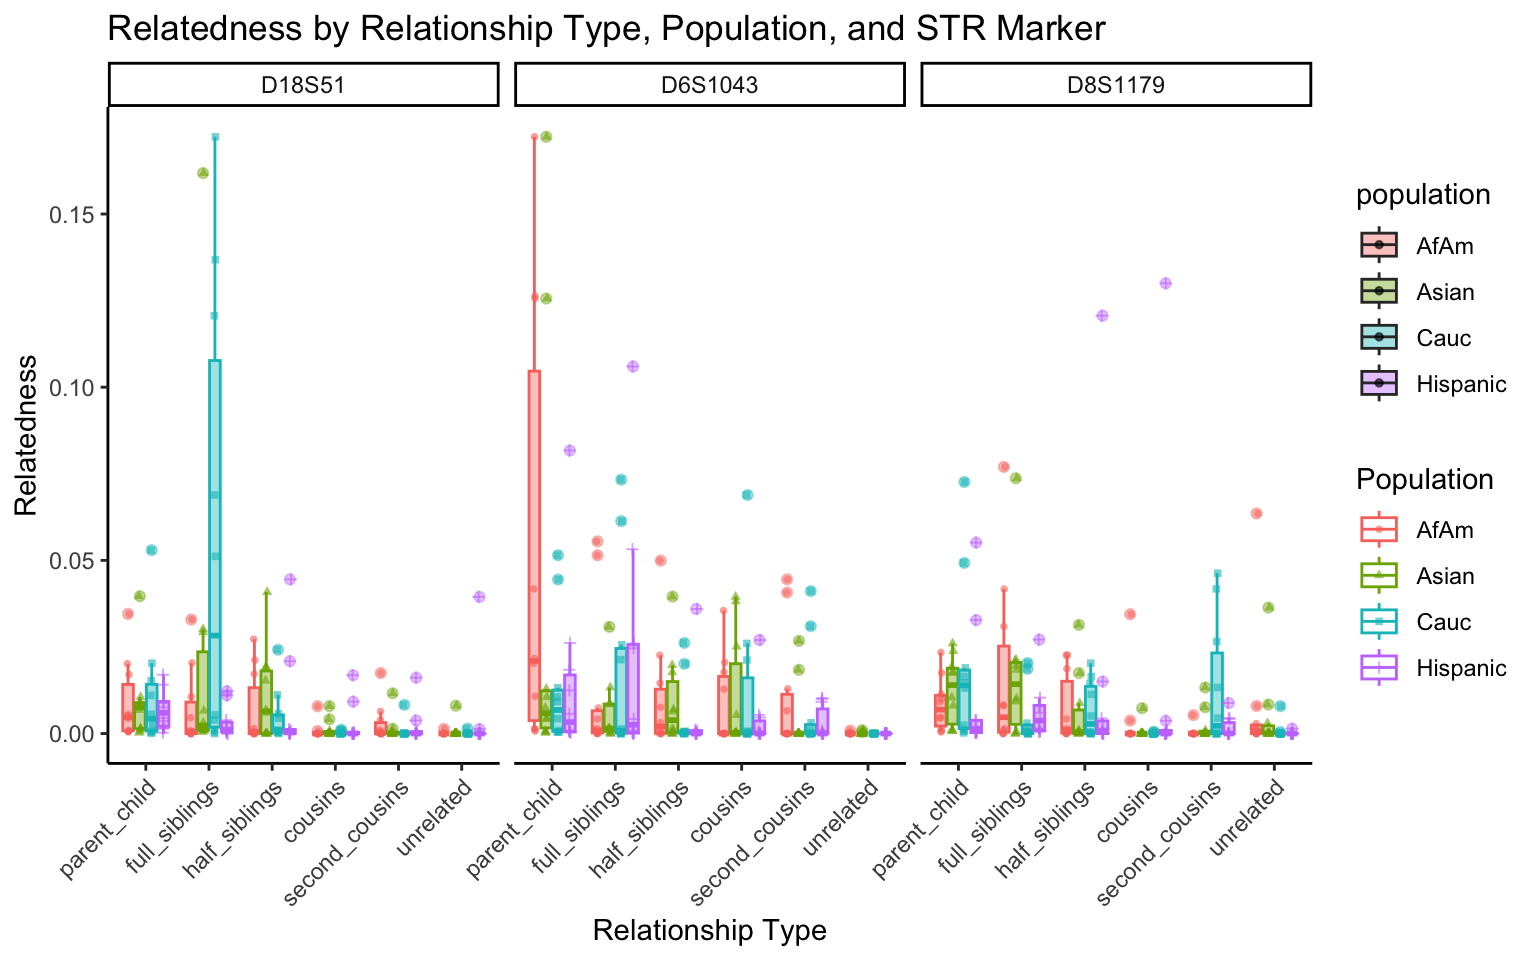 Relatedness by Relationship Type, Population, and STR Marker
D18S51
D6S1043
D8S1179
Relatedness
0.15
0.10
0.05
0.00
parent_child
full_siblings
half_siblings
cousins
second_cousins
unrelated
parent_child
full_siblings
half_siblings
cousins
second_cousins
unrelated
parent_child
full_siblings
half_siblings
cousins
second_cousins
unrelated
Relationship Type
population
AfAm
Asian
Cauc
Hispanic
Population
AfAm
Asian
Cauc
Hispanic